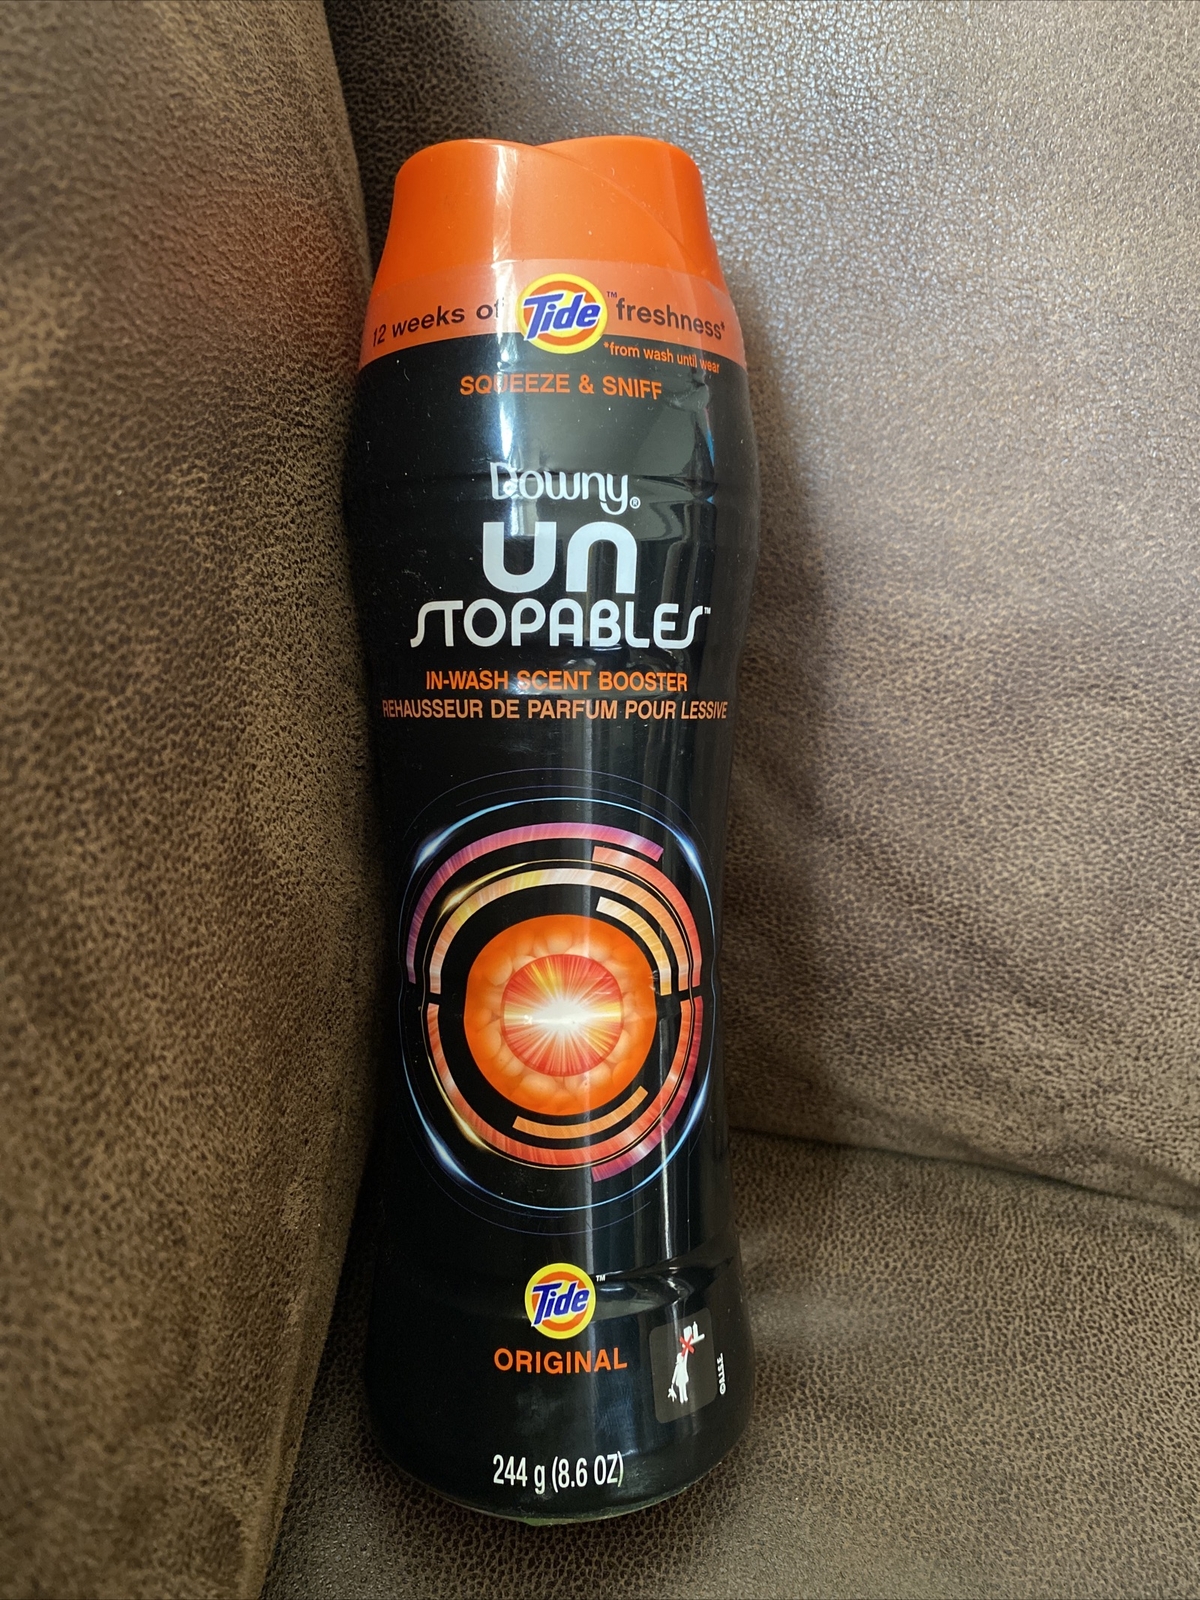 12 weeks of Tide™ freshness*
*from wash until wear
SQUEEZE & SNIFF
Downy®
UN
STOPABLES™
IN-WASH SCENT BOOSTER
REHAUSSEUR DE PARFUM POUR LESSIVE
Tide™
ORIGINAL
©A.I.S.E.
244 g (8.6 OZ)